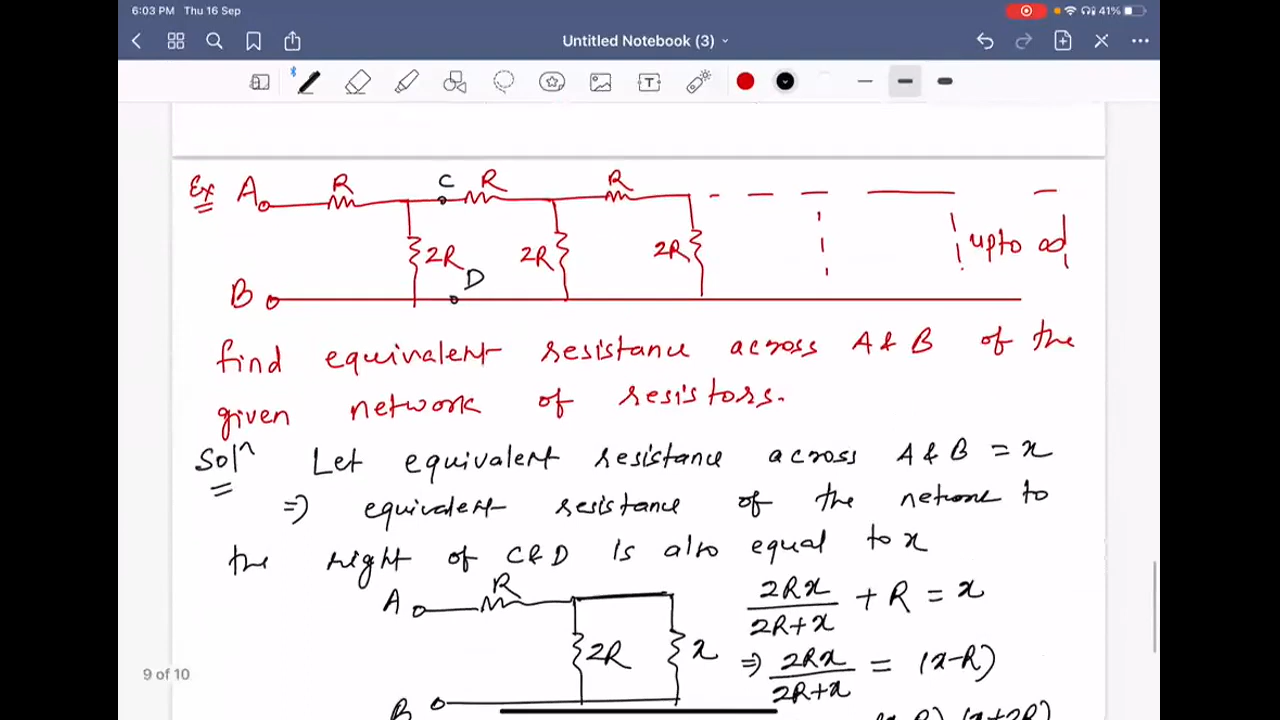 6:03 PM Thu 16 Sep
41%
Untitled Notebook (3)
Ex A R C R R
2R 2R 2R upto ∞
B D
find equivalent resistance across A & B of the
given network of resistors.
Solⁿ Let equivalent resistance across A & B = x
⇒ equivalent resistance of the network to
the right of C & D is also equal to x
A R
2R x
B
2Rx / 2R+x + R = x
⇒ 2Rx / 2R+x = (x-R)
(x+2R)
9 of 10